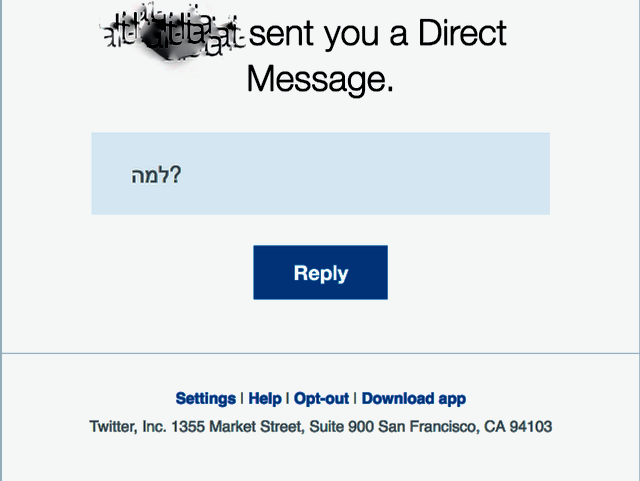 sent you a Direct
Message.
למה?
Reply
Settings | Help | Opt-out | Download app
Twitter, Inc. 1355 Market Street, Suite 900 San Francisco, CA 94103